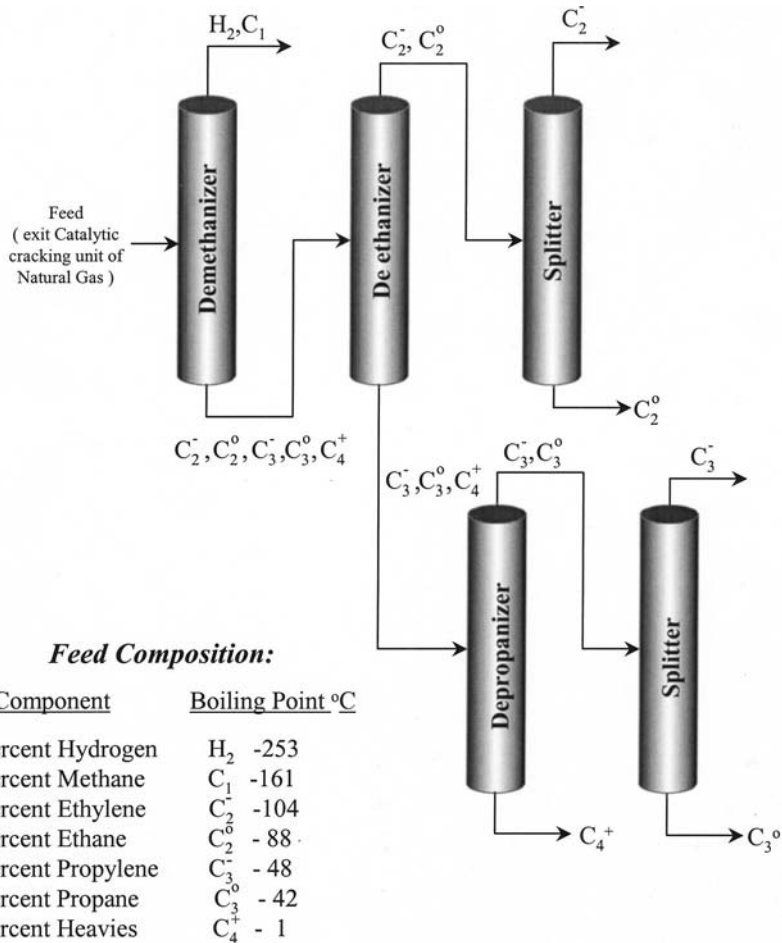 H₂,C₁
C₂⁻, C₂ᵒ
C₂⁻
Feed
( exit Catalytic
cracking unit of
Natural Gas )
Demethanizer
De ethanizer
Splitter
C₂ᵒ
C₂⁻,C₂ᵒ,C₃⁻,C₃ᵒ,C₄⁺
C₃⁻,C₃ᵒ,C₄⁺
C₃⁻,C₃ᵒ
C₃⁻
Depropanizer
Splitter
C₄⁺
C₃ᵒ
Feed Composition:
Component Boiling Point ᵒC
rcent Hydrogen H₂ -253
rcent Methane C₁ -161
rcent Ethylene C₂⁻ -104
rcent Ethane C₂ᵒ - 88
rcent Propylene C₃⁻ -48
rcent Propane C₃ᵒ - 42
rcent Heavies C₄⁺ - 1